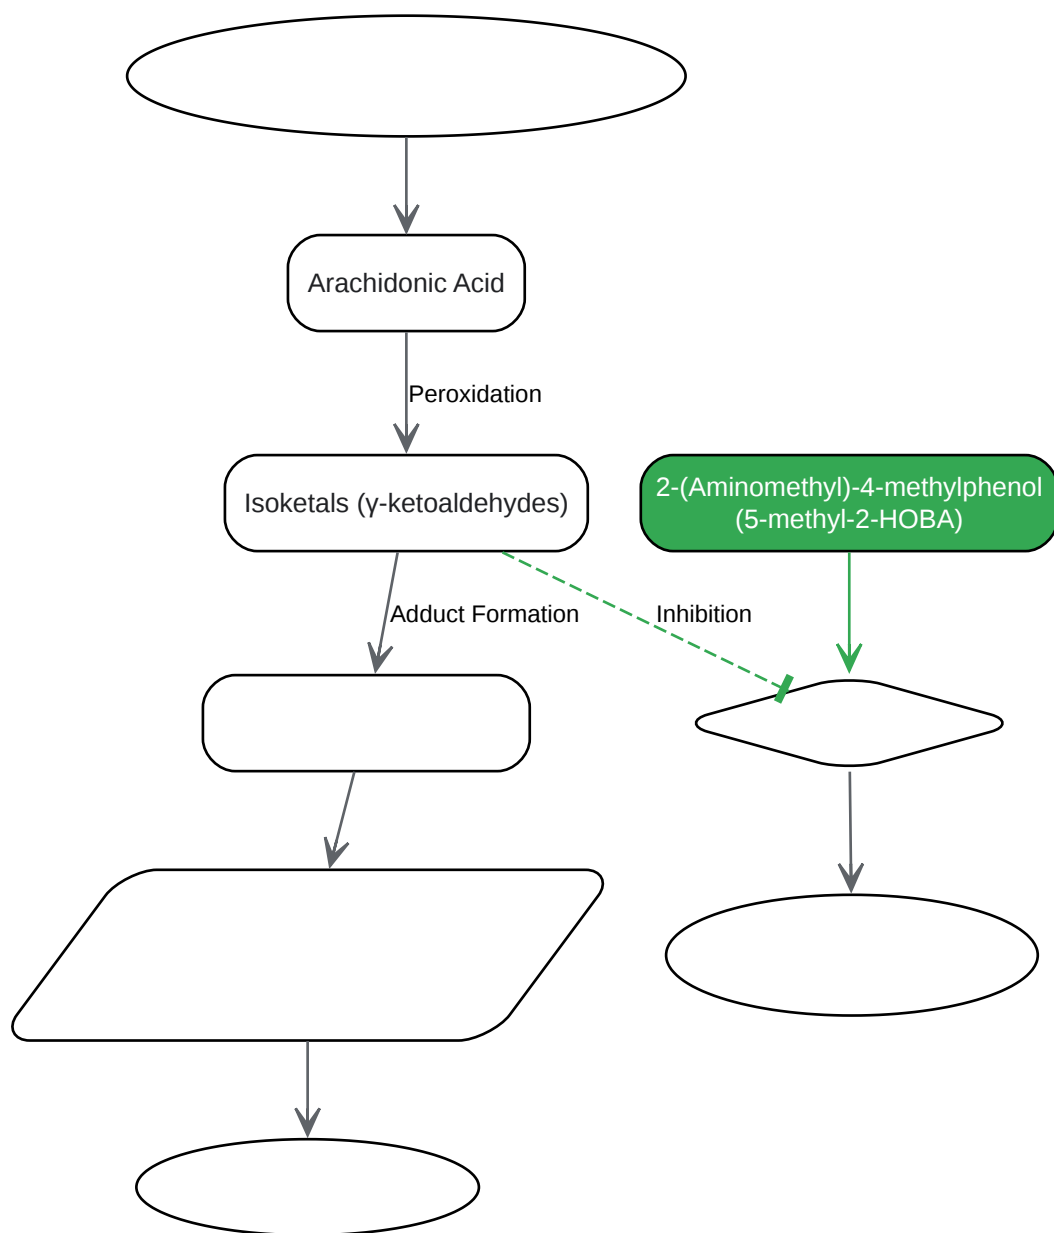 Arachidonic Acid
Peroxidation
Isoketals (γ-ketoaldehydes)
2-(Aminomethyl)-4-methylphenol
(5-methyl-2-HOBA)
Adduct Formation
Inhibition